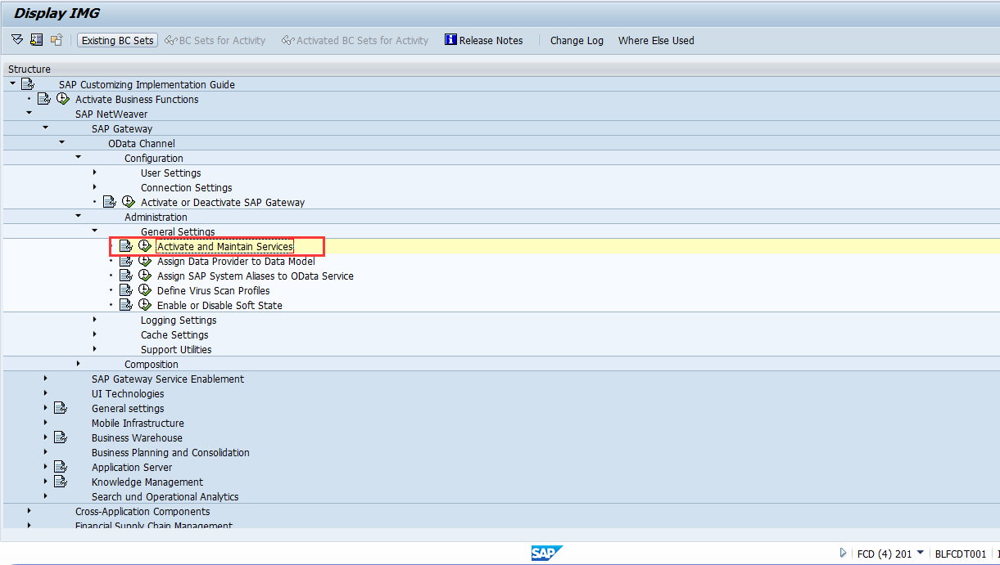 Display IMG
Existing BC Sets BC Sets for Activity Activated BC Sets for Activity Release Notes Change Log Where Else Used
Structure
SAP Customizing Implementation Guide
Activate Business Functions
SAP NetWeaver
SAP Gateway
OData Channel
Configuration
User Settings
Connection Settings
Activate or Deactivate SAP Gateway
Administration
General Settings
Activate and Maintain Services
Assign Data Provider to Data Model
Assign SAP System Aliases to OData Service
Define Virus Scan Profiles
Enable or Disable Soft State
Logging Settings
Cache Settings
Support Utilities
Composition
SAP Gateway Service Enablement
UI Technologies
General settings
Mobile Infrastructure
Business Warehouse
Business Planning and Consolidation
Application Server
Knowledge Management
Search und Operational Analytics
Cross-Application Components
Financial Supply Chain Management
SAP FCD (4) 201 BLFCDT001